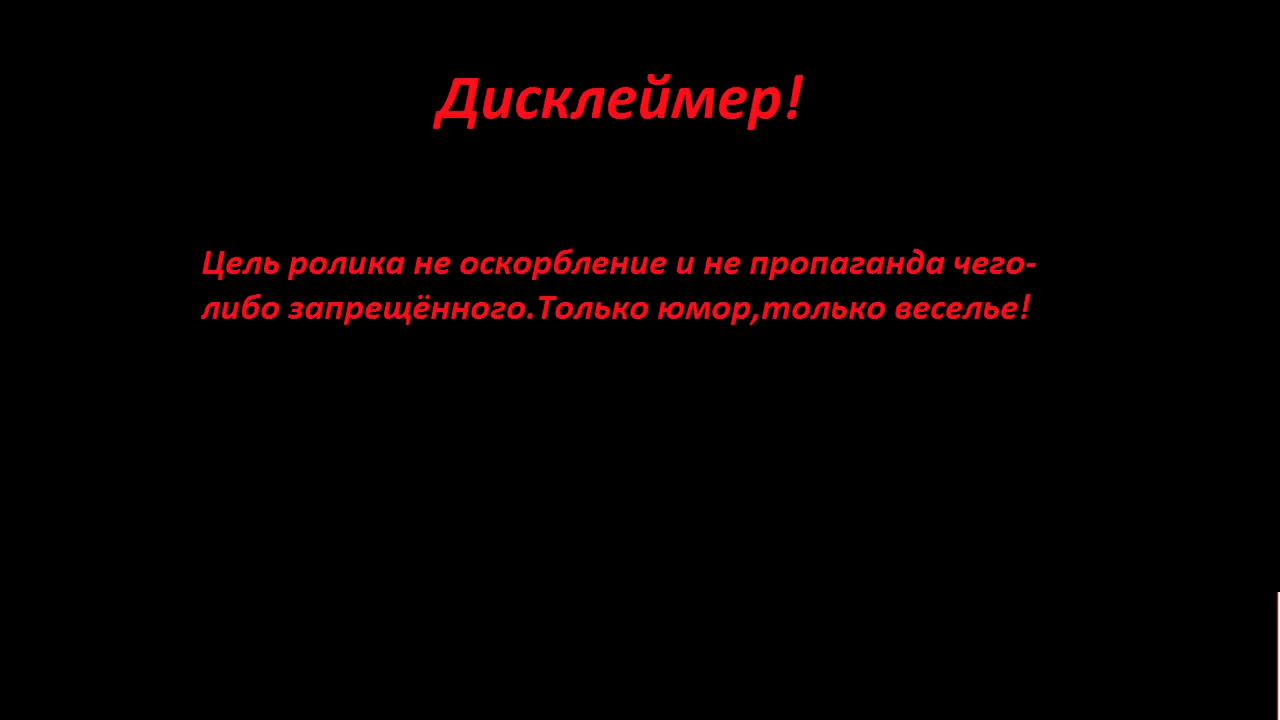 Дисклеймер!
Цель ролика не оскорбление и не пропаганда чего-
либо запрещённого.Только юмор,только веселье!